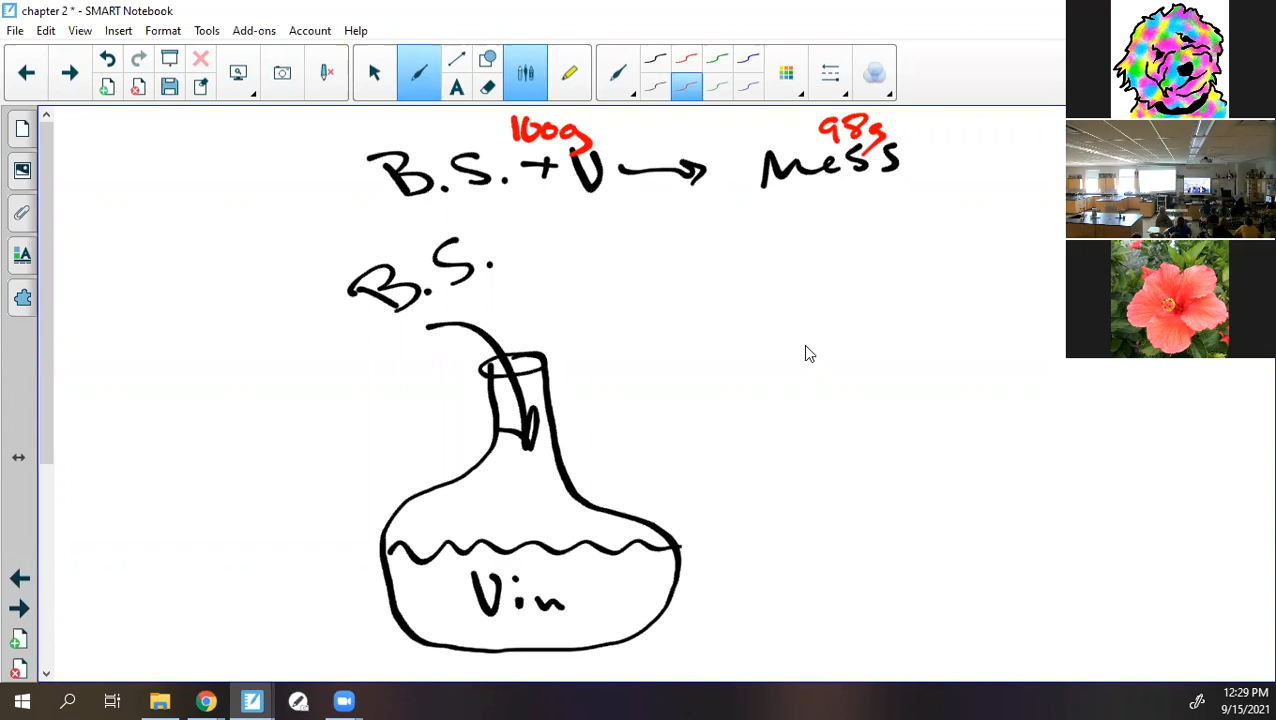 chapter 2 * - SMART Notebook
File Edit View Insert Format Tools Add-ons Account Help
100g 98g
B.S. + V → Mess
B.S.
Vin
12:29 PM
9/15/2021